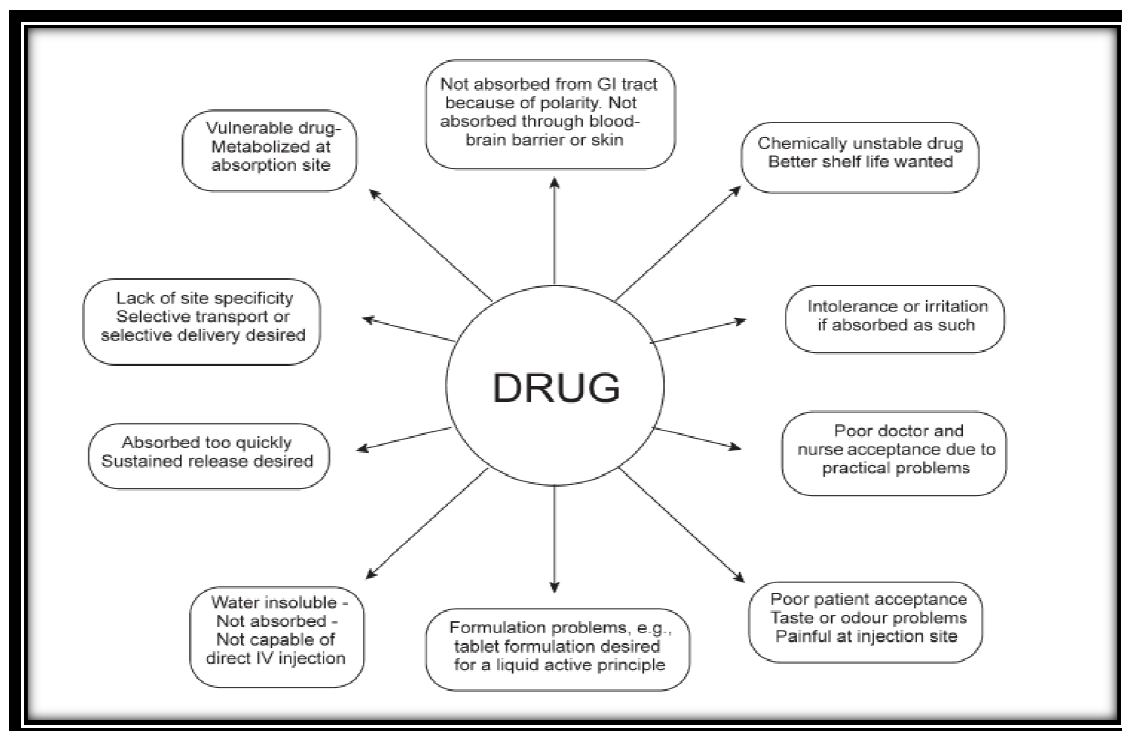 Not absorbed from GI tract
because of polarity. Not
absorbed through blood-
brain barrier or skin
Vulnerable drug-
Metabolized at
absorption site
Chemically unstable drug
Better shelf life wanted
Lack of site specificity
Selective transport or
selective delivery desired
Intolerance or irritation
if absorbed as such
DRUG
Absorbed too quickly
Sustained release desired
Poor doctor and
nurse acceptance due to
practical problems
Water insoluble -
Not absorbed -
Not capable of
direct IV injection
Formulation problems, e.g.,
tablet formulation desired
for a liquid active principle
Poor patient acceptance
Taste or odour problems
Painful at injection site